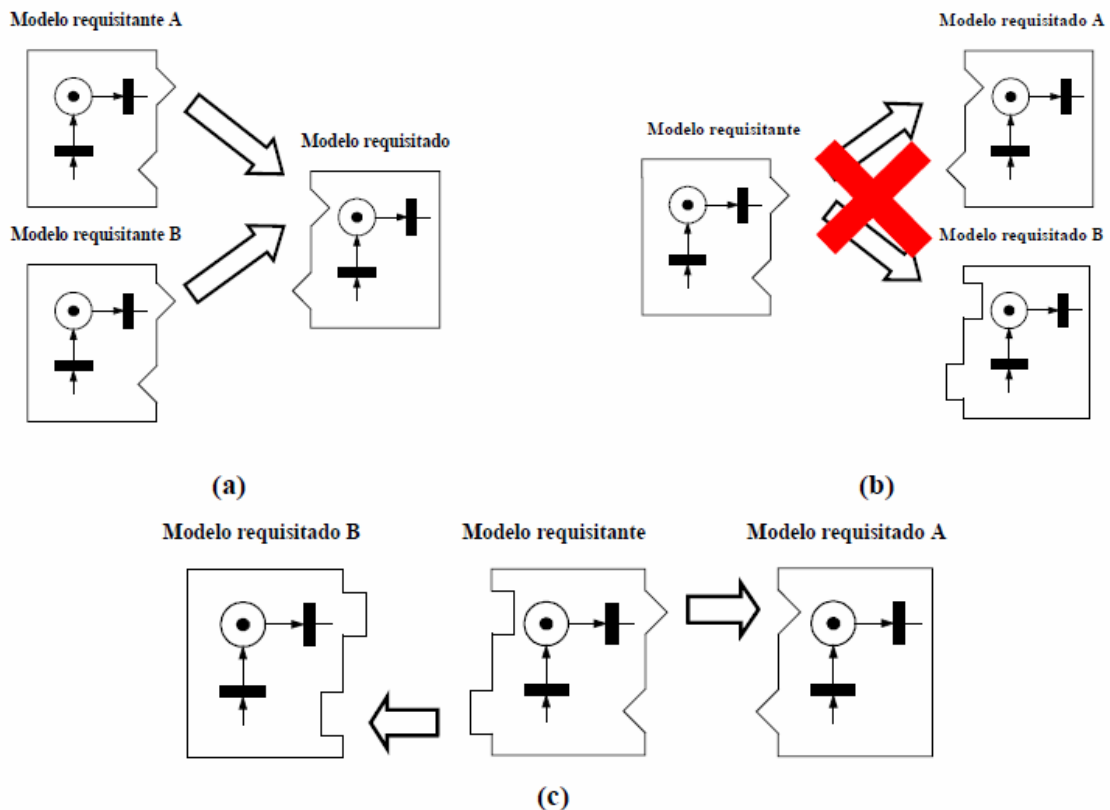 Modelo requisitante A
Modelo requisitado
Modelo requisitante B
(a)
Modelo requisitado A
Modelo requisitante
Modelo requisitado B
(b)
Modelo requisitado B
Modelo requisitante
Modelo requisitado A
(c)